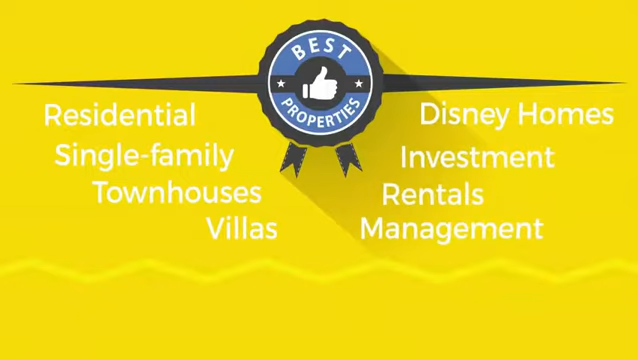 BEST
PROPERTIES
Residential
Single-family
Townhouses
Villas
Disney Homes
Investment
Rentals
Management